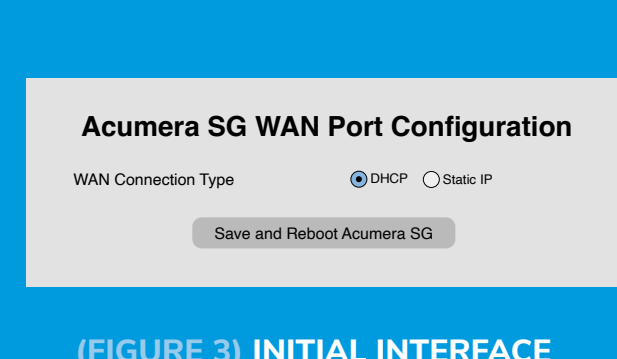 Acumera SG WAN Port Configuration
WAN Connection Type DHCP Static IP
Save and Reboot Acumera SG
(FIGURE 3) INITIAL INTERFACE